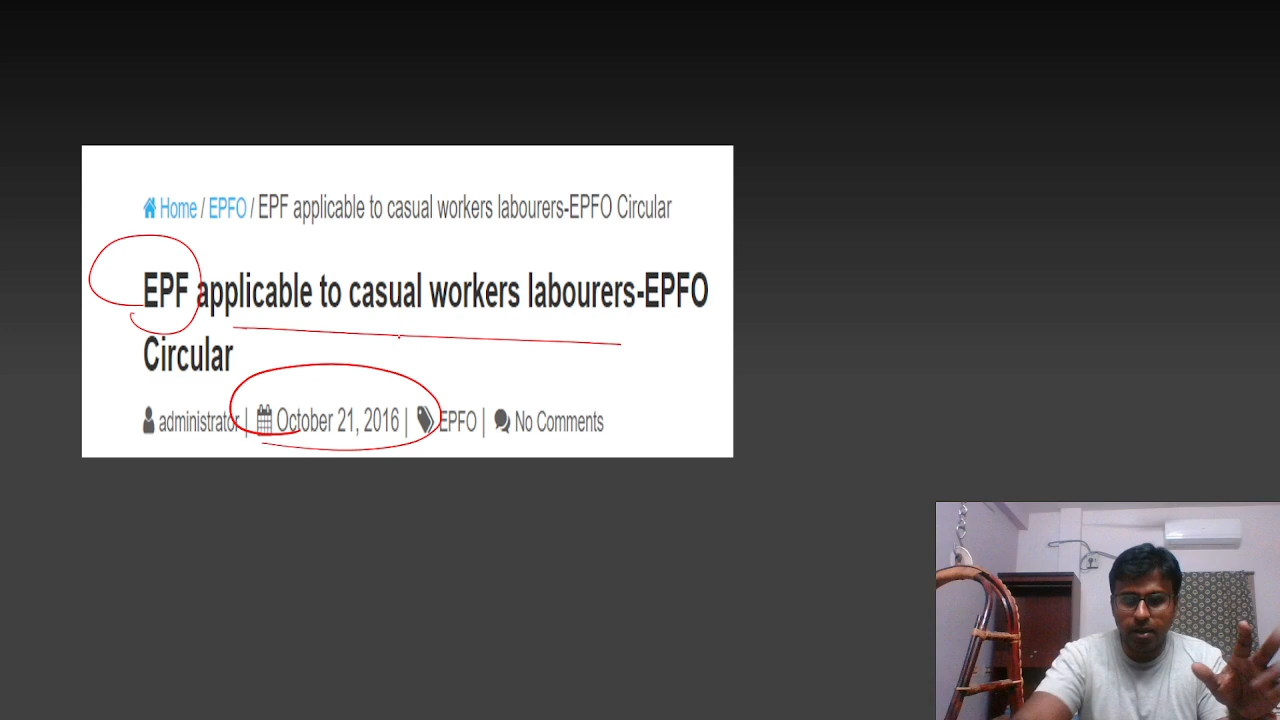 Home / EPFO / EPF applicable to casual workers labourers-EPFO Circular
EPF applicable to casual workers labourers-EPFO
Circular
administrator | October 21, 2016 | EPFO | No Comments